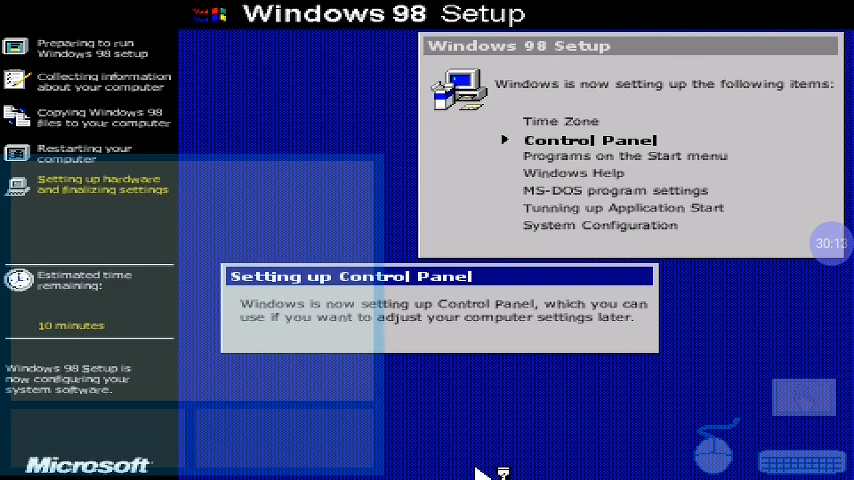 Windows 98 Setup
Preparing to run
Windows 98 setup
Collecting information
about your computer
Copying Windows 98
files to your computer
Restarting your
computer
Setting up hardware
and finalizing settings
Estimated time
remaining:
10 minutes
Windows 98 Setup is
now configuring your
system software.
Microsoft
Windows 98 Setup
Windows is now setting up the following items:
Time Zone
Control Panel
Programs on the Start menu
Windows Help
MS-DOS program settings
Tunning up Application Start
System Configuration
30:13
Setting up Control Panel
Windows is now setting up Control Panel, which you can
use if you want to adjust your computer settings later.